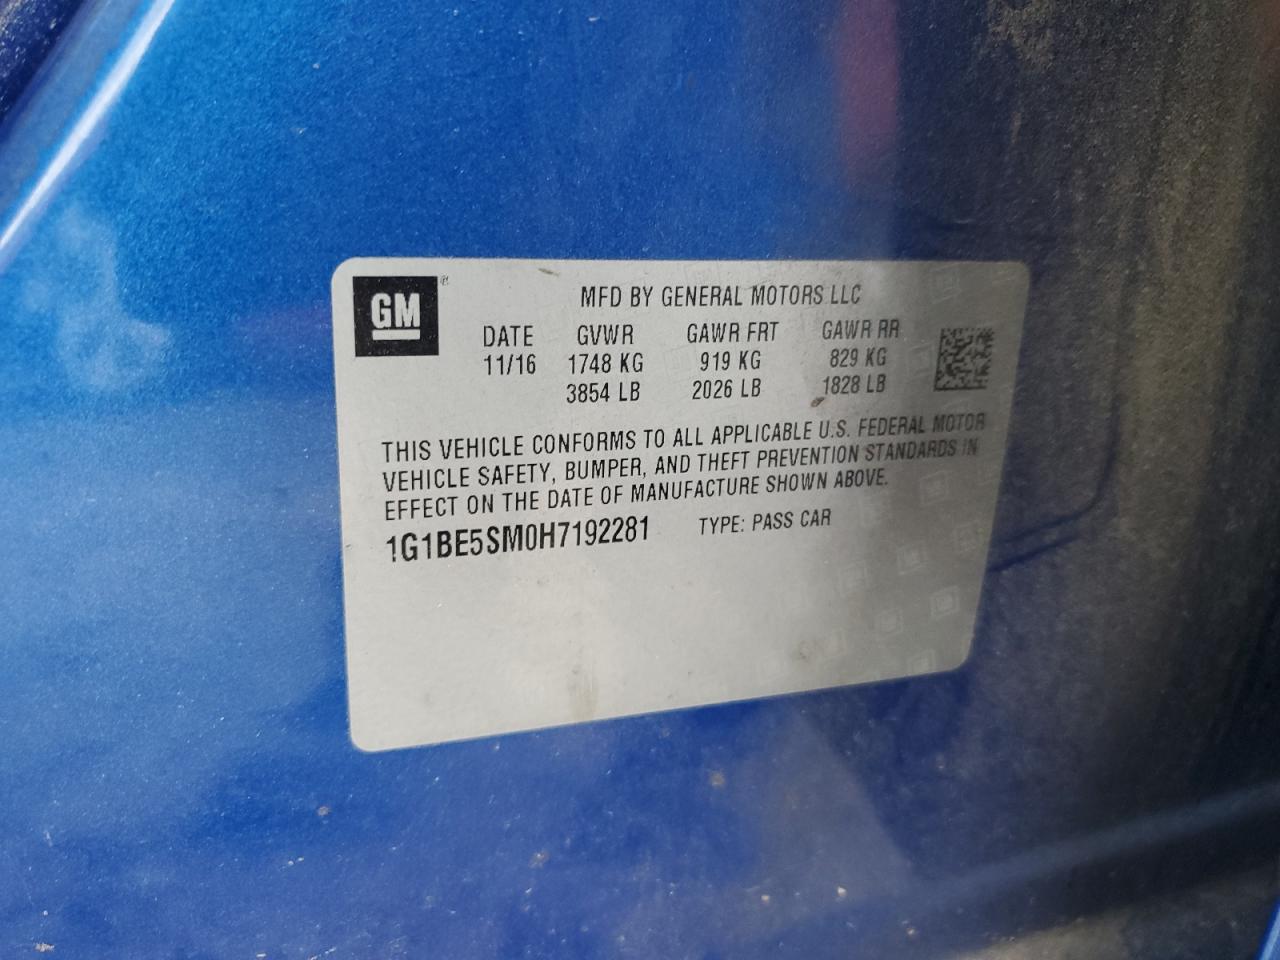 GM ®
MFD BY GENERAL MOTORS LLC
DATE GVWR GAWR FRT GAWR RR
11/16 1748 KG 919 KG 829 KG
3854 LB 2026 LB 1828 LB
THIS VEHICLE CONFORMS TO ALL APPLICABLE U.S. FEDERAL MOTOR
VEHICLE SAFETY, BUMPER, AND THEFT PREVENTION STANDARDS IN
EFFECT ON THE DATE OF MANUFACTURE SHOWN ABOVE.
1G1BE5SM0H7192281 TYPE: PASS CAR